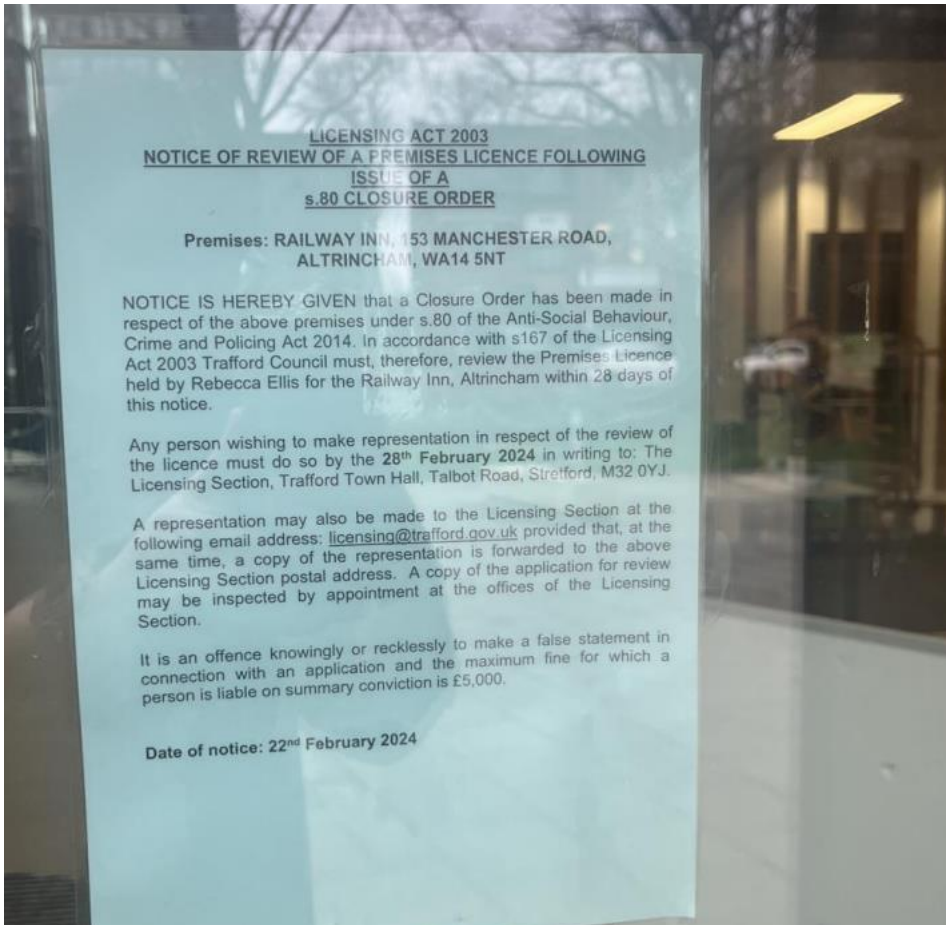 LICENSING ACT 2003
NOTICE OF REVIEW OF A PREMISES LICENCE FOLLOWING
ISSUE OF A
s.80 CLOSURE ORDER
Premises: RAILWAY INN, 153 MANCHESTER ROAD,
ALTRINCHAM, WA14 5NT
NOTICE IS HEREBY GIVEN that a Closure Order has been made in
respect of the above premises under s.80 of the Anti-Social Behaviour,
Crime and Policing Act 2014. In accordance with s167 of the Licensing
Act 2003 Trafford Council must, therefore, review the Premises Licence
held by Rebecca Ellis for the Railway Inn, Altrincham within 28 days of
this notice.
Any person wishing to make representation in respect of the review of
the licence must do so by the 28th February 2024 in writing to: The
Licensing Section, Trafford Town Hall, Talbot Road, Stretford, M32 0YJ.
A representation may also be made to the Licensing Section at the
following email address: licensing@trafford.gov.uk provided that, at the
same time, a copy of the representation is forwarded to the above
Licensing Section postal address. A copy of the application for review
may be inspected by appointment at the offices of the Licensing
Section.
It is an offence knowingly or recklessly to make a false statement in
connection with an application and the maximum fine for which a
person is liable on summary conviction is £5,000.
Date of notice: 22nd February 2024